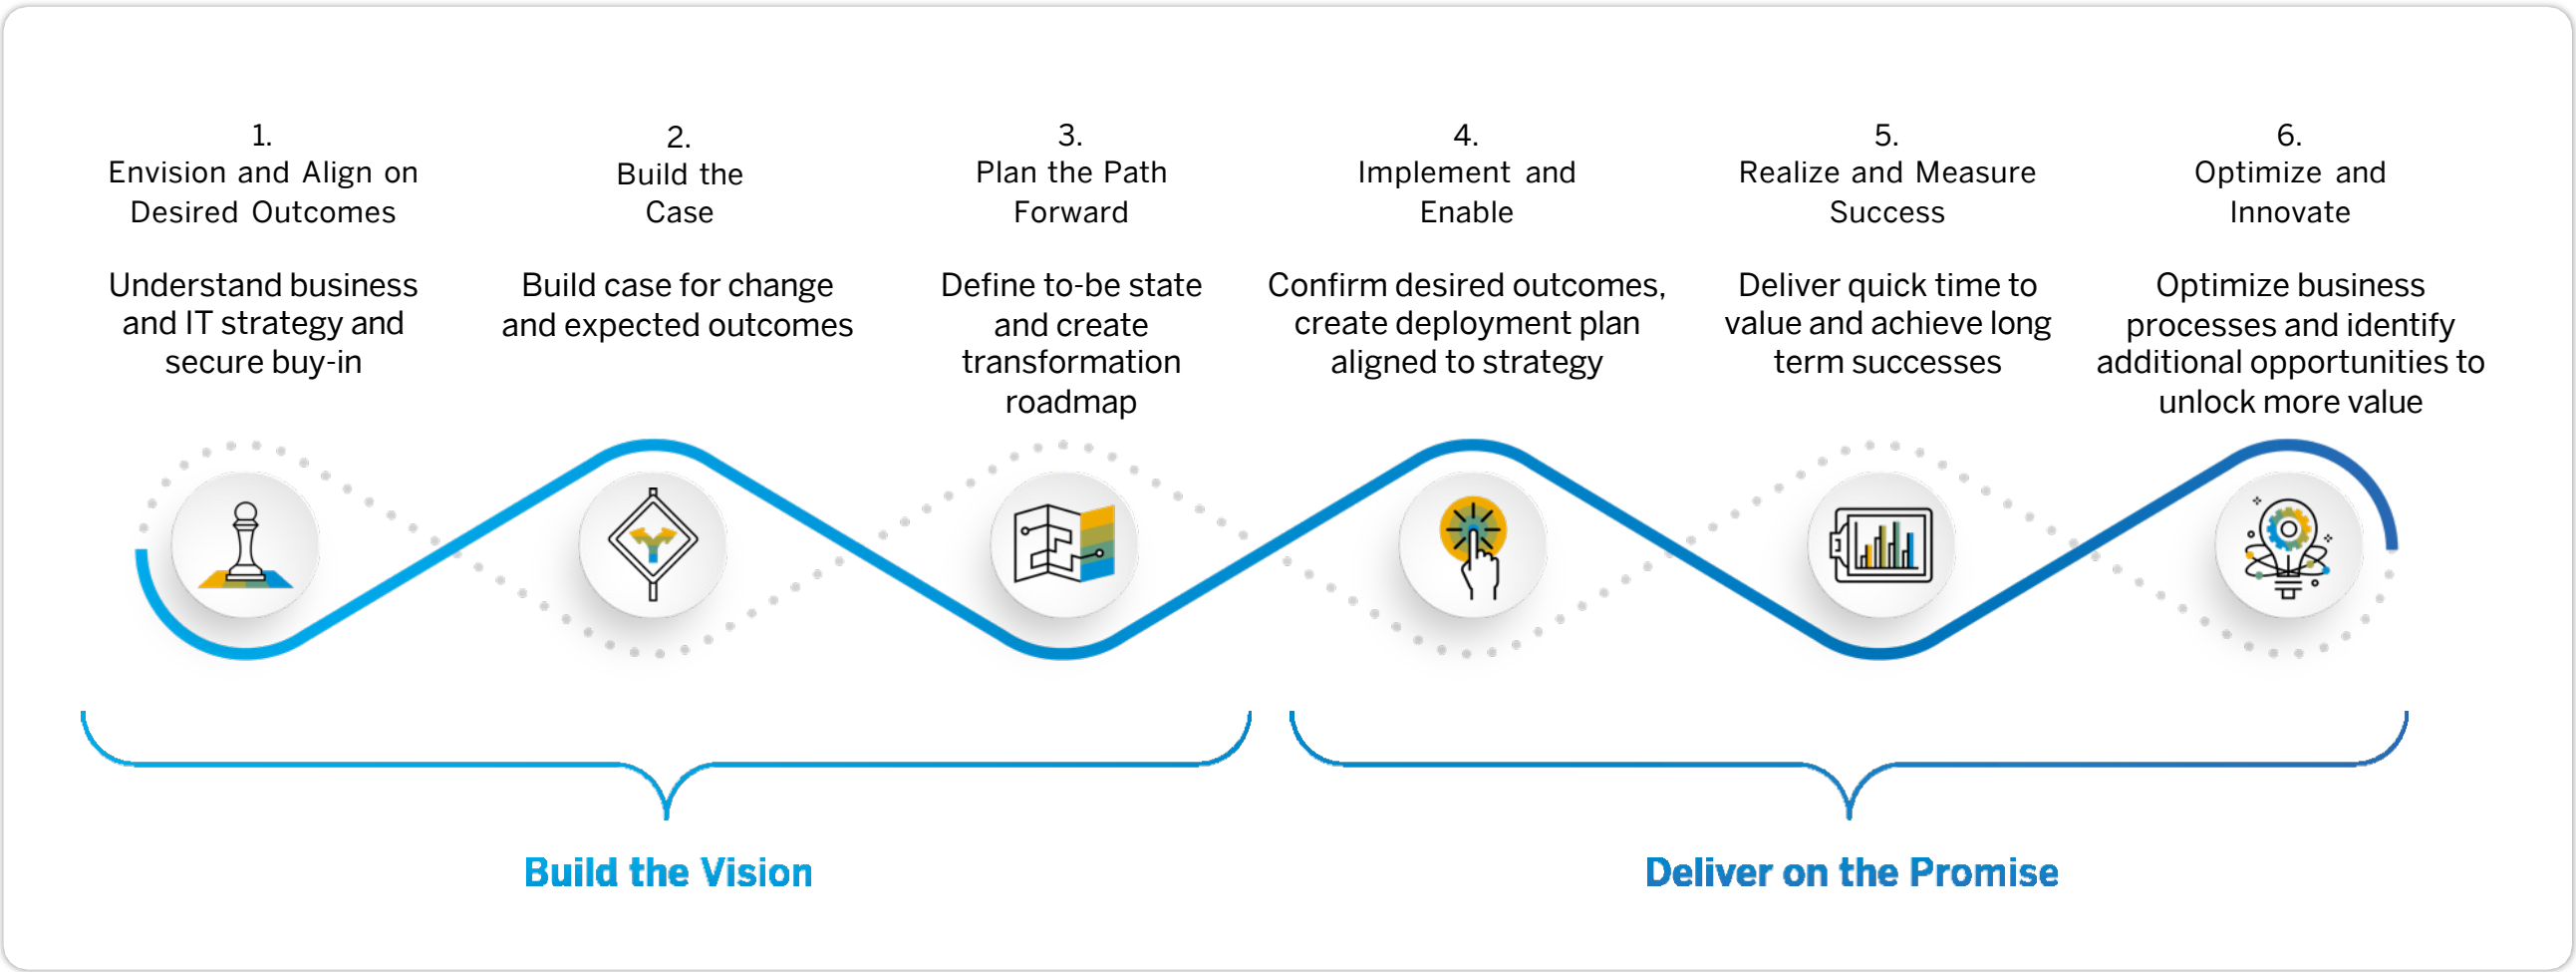 1.
Envision and Align on
Desired Outcomes
Understand business
and IT strategy and
secure buy-in
2.
Build the
Case
Build case for change
and expected outcomes
3.
Plan the Path
Forward
Define to-be state
and create
transformation
roadmap
4.
Implement and
Enable
Confirm desired outcomes,
create deployment plan
aligned to strategy
5.
Realize and Measure
Success
Deliver quick time to
value and achieve long
term successes
6.
Optimize and
Innovate
Optimize business
processes and identify
additional opportunities to
unlock more value
Build the Vision
Deliver on the Promise